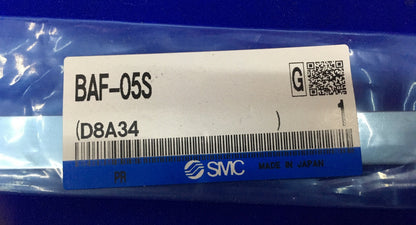 BAF-05S
G
(D8A34 )
1
PR
SMC MADE IN JAPAN